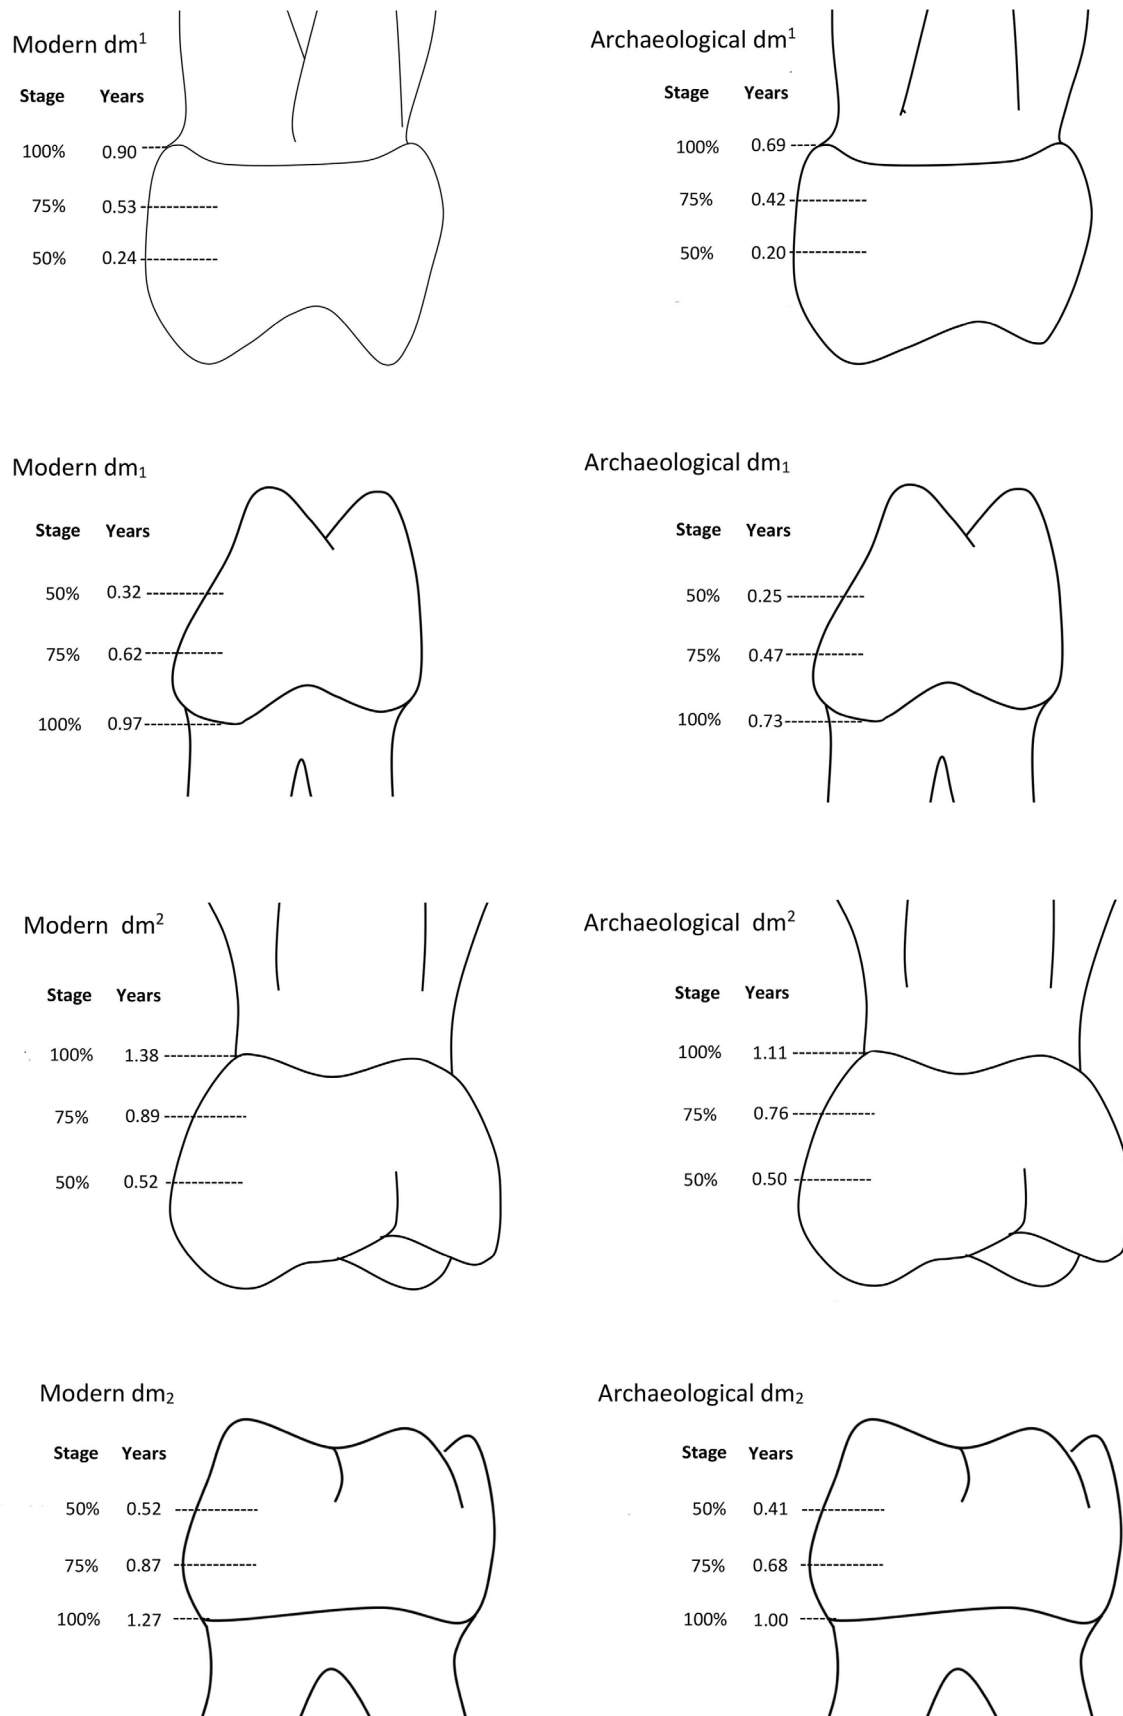 Modern dm¹
Stage Years
100% 0.90
75% 0.53
50% 0.24
Archaeological dm¹
Stage Years
100% 0.69
75% 0.42
50% 0.20
Modern dm₁
Stage Years
50% 0.32
75% 0.62
100% 0.97
Archaeological dm₁
Stage Years
50% 0.25
75% 0.47
100% 0.73
Modern dm²
Stage Years
100% 1.38
75% 0.89
50% 0.52
Archaeological dm²
Stage Years
100% 1.11
75% 0.76
50% 0.50
Modern dm₂
Stage Years
50% 0.52
75% 0.87
100% 1.27
Archaeological dm₂
Stage Years
50% 0.41
75% 0.68
100% 1.00